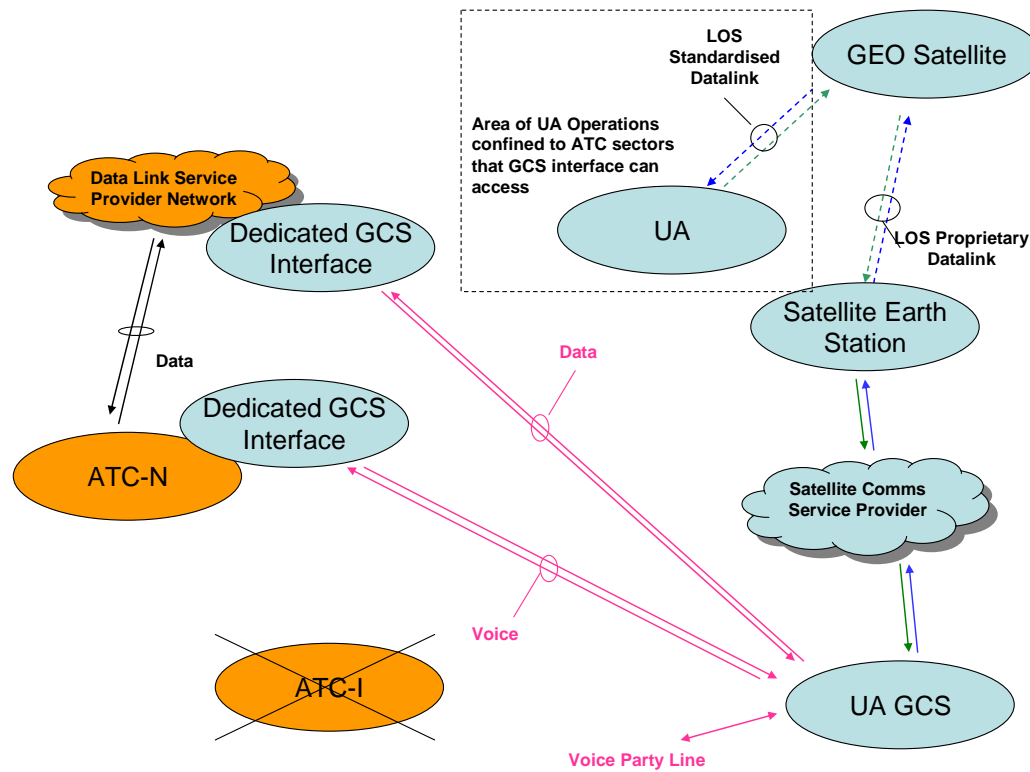 LOS
Standardised
Datalink
GEO Satellite
Area of UA Operations
confined to ATC sectors
that GCS interface can
access
Data Link Service
Provider Network
Dedicated GCS
Interface
UA
LOS Proprietary
Datalink
Satellite Earth
Station
Data
Data
Dedicated GCS
Interface
ATC-N
Satellite Comms
Service Provider
Voice
ATC-I
UA GCS
Voice Party Line